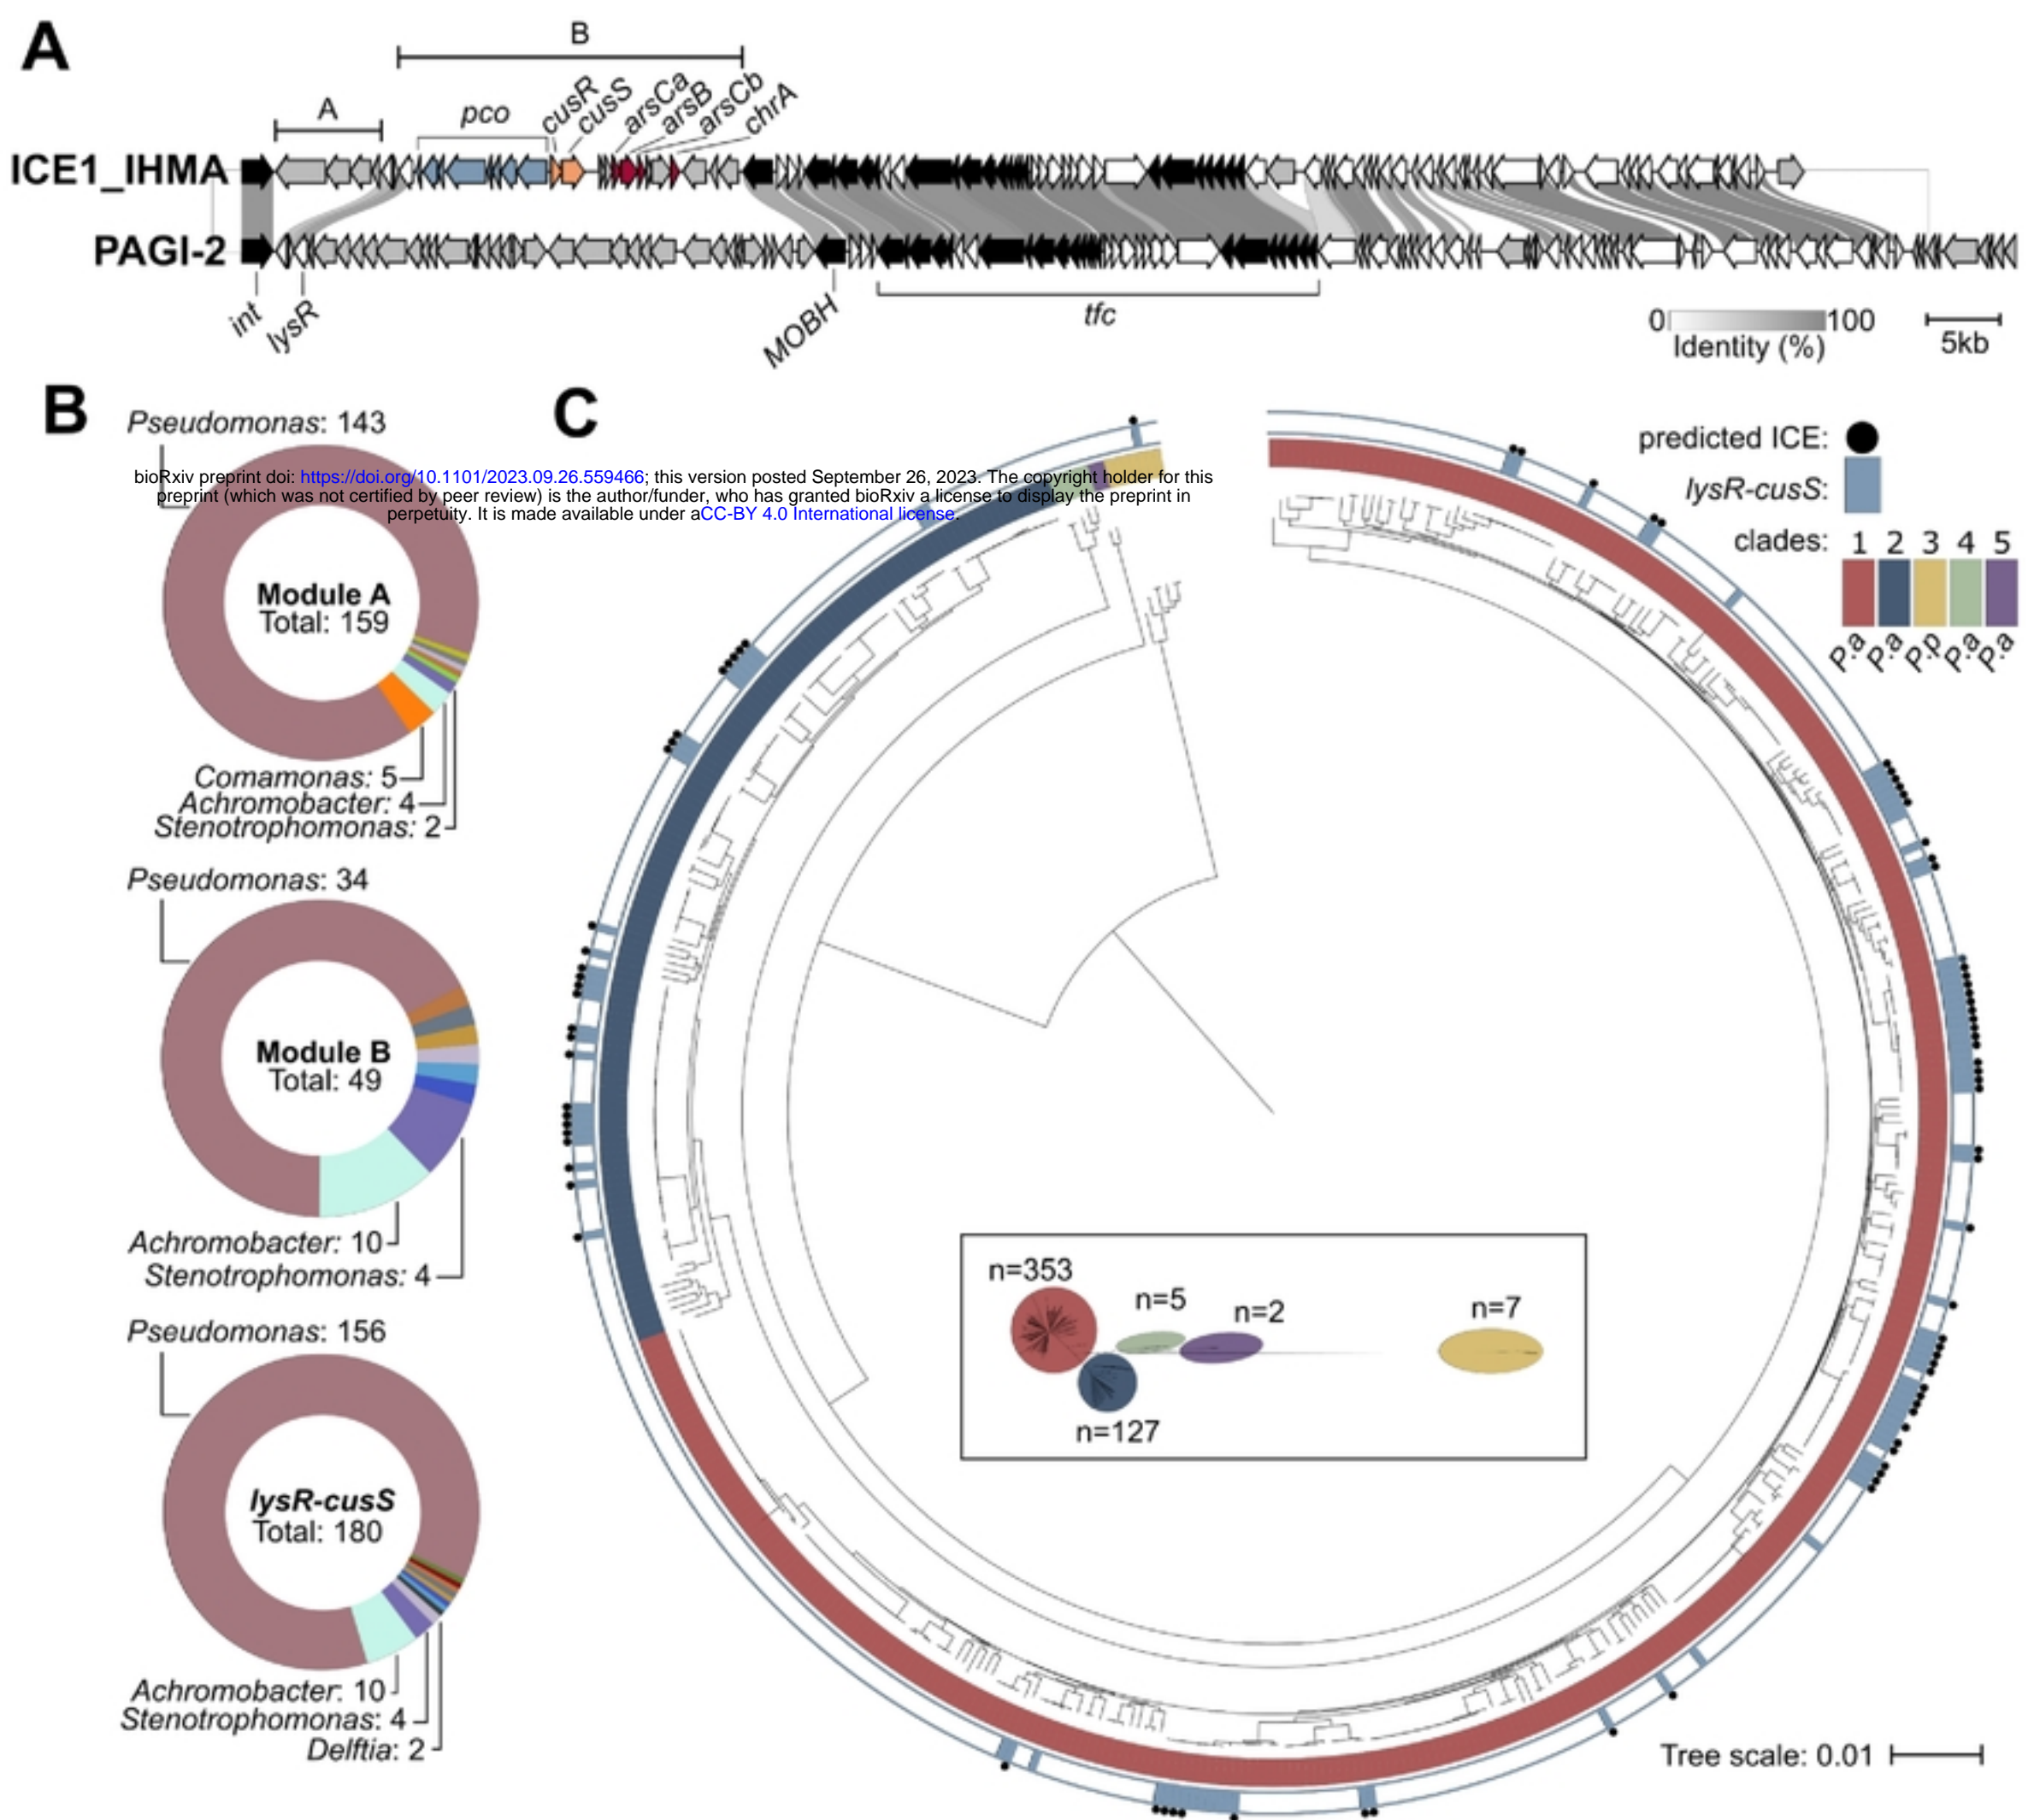 A
B
A
pco
cusR
cusS
arsCa
arsB
arsCb
chrA
ICE1_IHMA
PAGI-2
int
lysR
MOBH
tfc
0
100
Identity (%)
5kb
B
Pseudomonas: 143
Module A
Total: 159
Comamonas: 5
Achromobacter: 4
Stenotrophomonas: 2
Pseudomonas: 34
Module B
Total: 49
Achromobacter: 10
Stenotrophomonas: 4
Pseudomonas: 156
lysR-cusS
Total: 180
Achromobacter: 10
Stenotrophomonas: 4
Delftia: 2
bioRxiv preprint doi: https://doi.org/10.1101/2023.09.26.559466; this version posted September 26, 2023. The copyright holder for this
preprint (which was not certified by peer review) is the author/funder, who has granted bioRxiv a license to display the preprint in
perpetuity. It is made available under aCC-BY 4.0 International license.
C
predicted ICE:
lysR-cusS:
clades: 1 2 3 4 5
P.a P.a P.p P.a P.a
n=353
n=5
n=2
n=7
n=127
Tree scale: 0.01